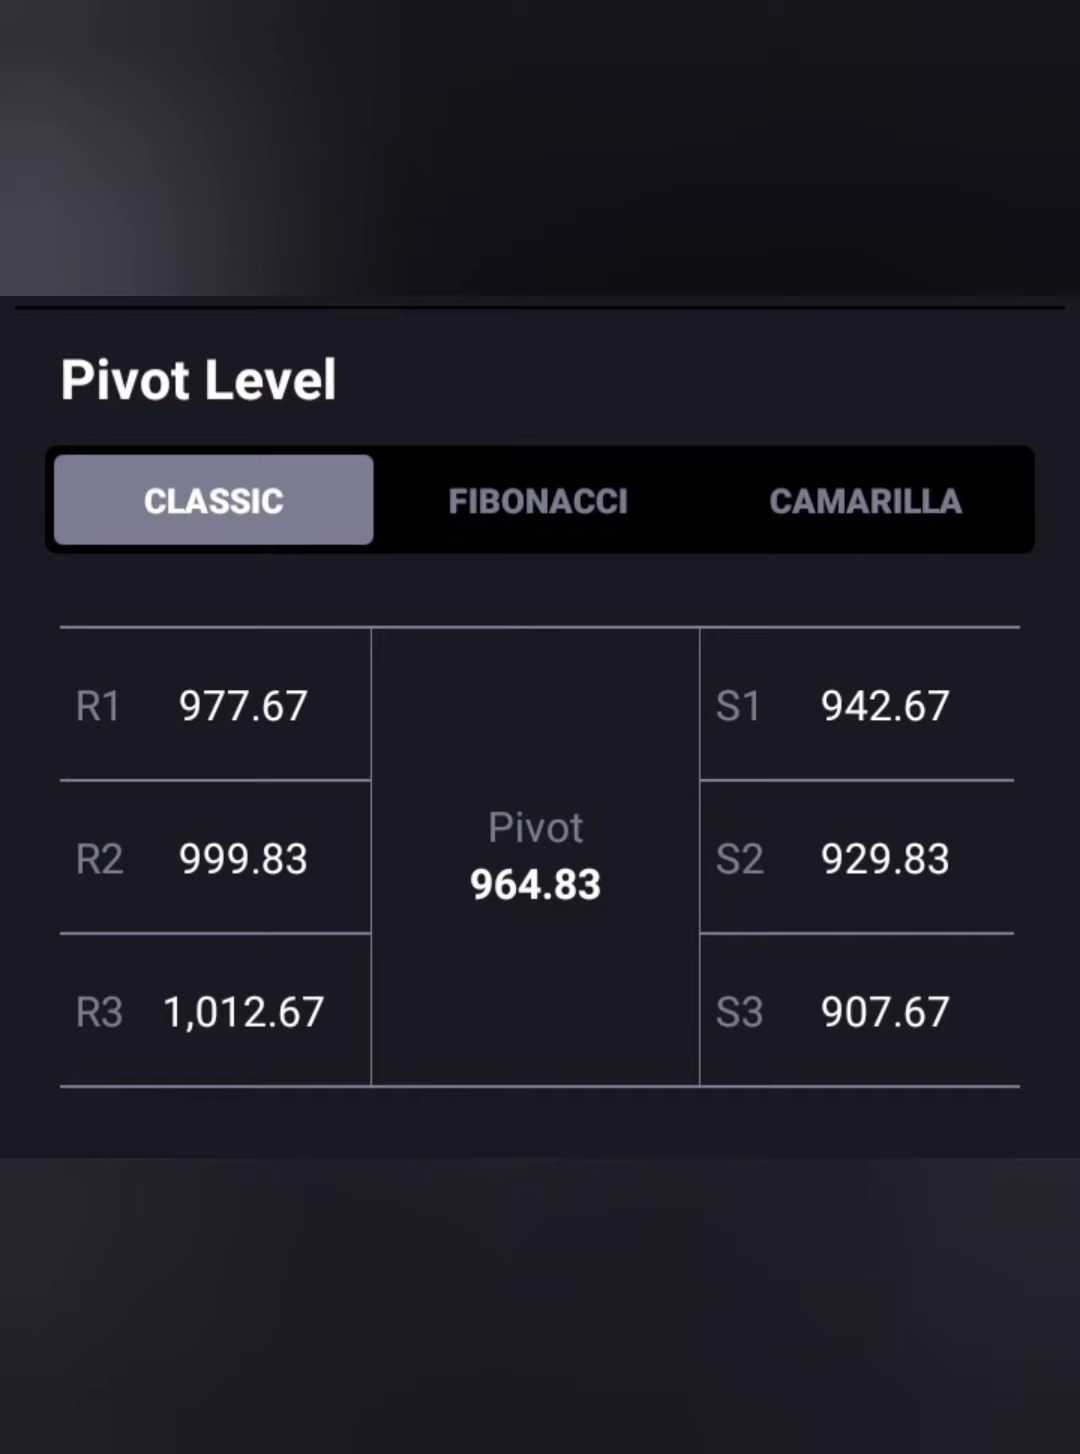 Pivot Level
CLASSIC FIBONACCI CAMARILLA
R1 977.67 S1 942.67
Pivot
R2 999.83 964.83 S2 929.83
R3 1,012.67 S3 907.67